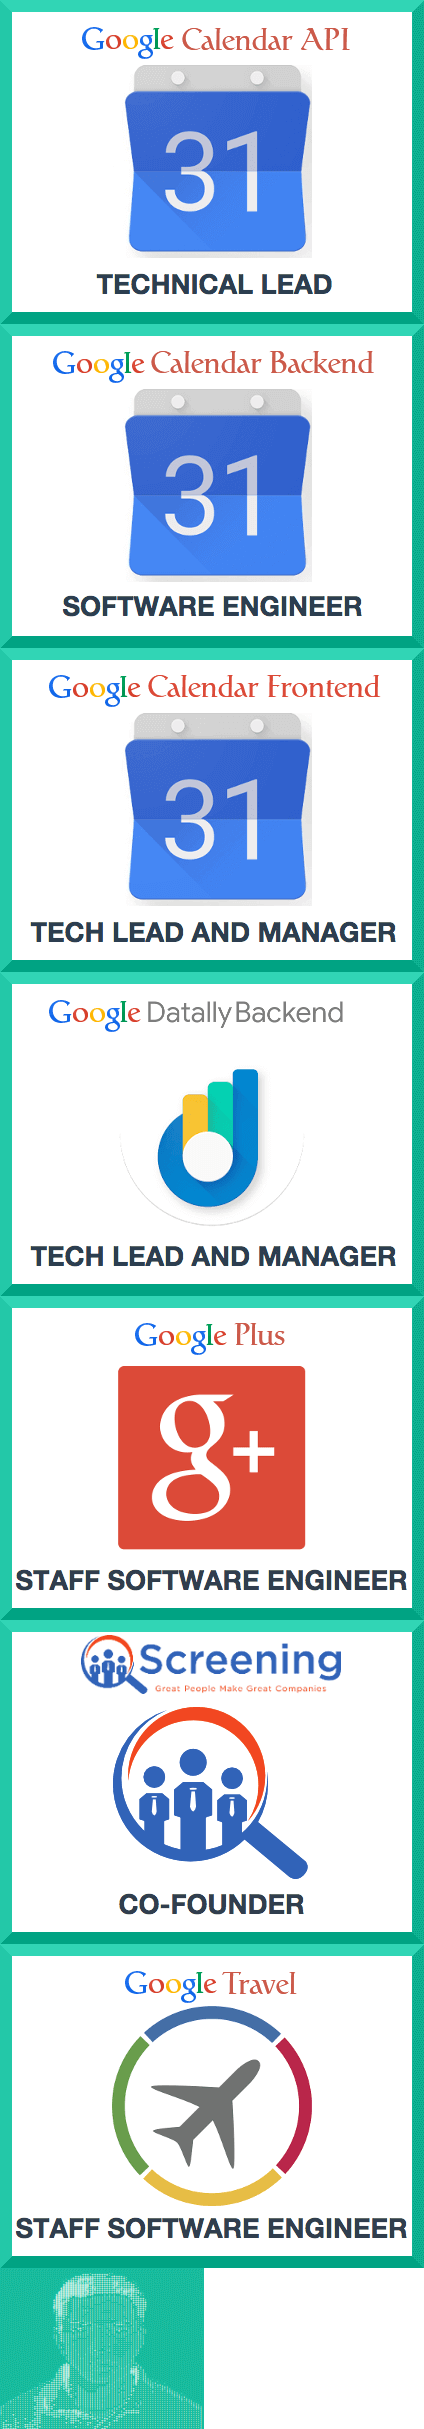 Google Calendar API
31
TECHNICAL LEAD
Google Calendar Backend
31
SOFTWARE ENGINEER
Google Calendar Frontend
31
TECH LEAD AND MANAGER
Google Datally Backend
TECH LEAD AND MANAGER
Google Plus
g+
STAFF SOFTWARE ENGINEER
Screening
Great People Make Great Companies
CO-FOUNDER
Google Travel
STAFF SOFTWARE ENGINEER